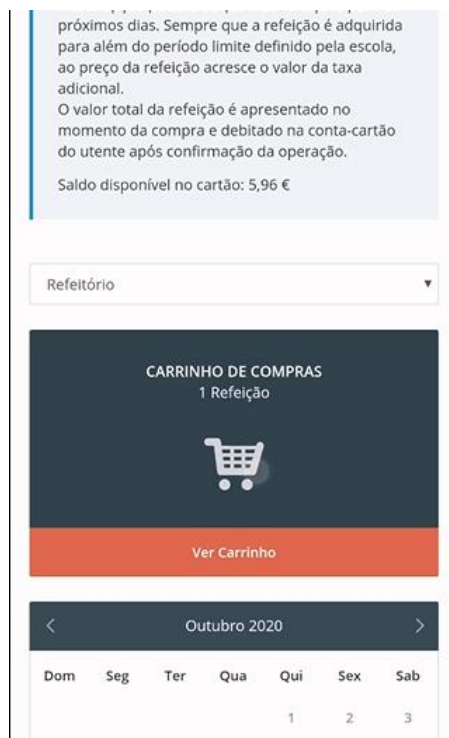 próximos dias. Sempre que a refeição é adquirida
para além do período limite definido pela escola,
ao preço da refeição acresce o valor da taxa
adicional.
O valor total da refeição é apresentado no
momento da compra e debitado na conta-cartão
do utente após confirmação da operação.
Saldo disponível no cartão: 5,96 €
Refeitório
CARRINHO DE COMPRAS
1 Refeição
Ver Carrinho
Outubro 2020
Dom Seg Ter Qua Qui Sex Sab
1 2 3